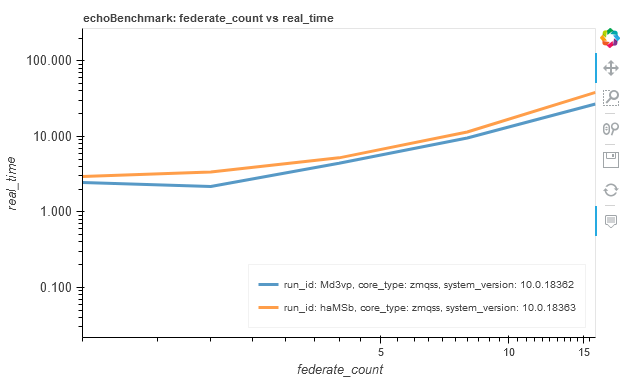 echoBenchmark: federate_count vs real_time
100.000
10.000
1.000
0.100
real_time
run_id: Md3vp, core_type: zmqss, system_version: 10.0.18362
run_id: haMSb, core_type: zmqss, system_version: 10.0.18363
5
10
15
federate_count